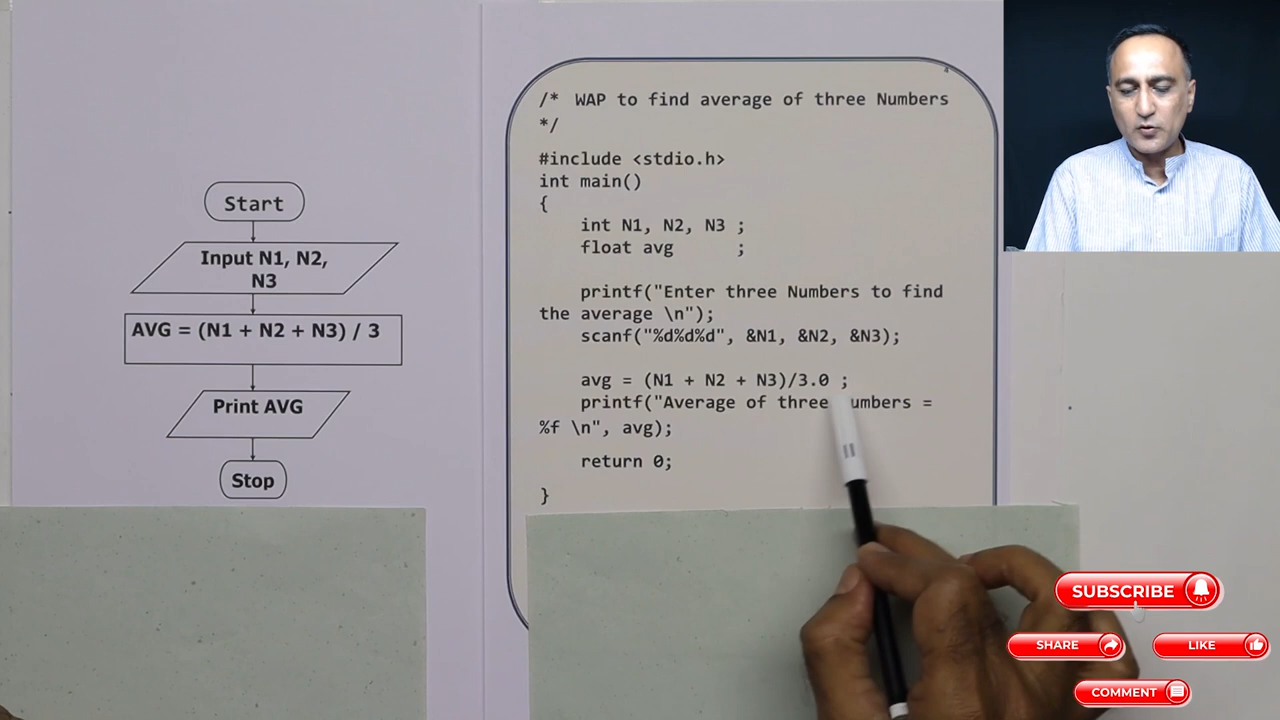 Start
Input N1, N2,
N3
AVG = (N1 + N2 + N3) / 3
Print AVG
Stop
/* WAP to find average of three Numbers
*/
#include <stdio.h>
int main()
{
int N1, N2, N3 ;
float avg ;
printf("Enter three Numbers to find
the average \n");
scanf("%d%d%d", &N1, &N2, &N3);
avg = (N1 + N2 + N3)/3.0 ;
printf("Average of three Numbers =
%f \n", avg);
return 0;
}
SUBSCRIBE
SHARE
LIKE
COMMENT